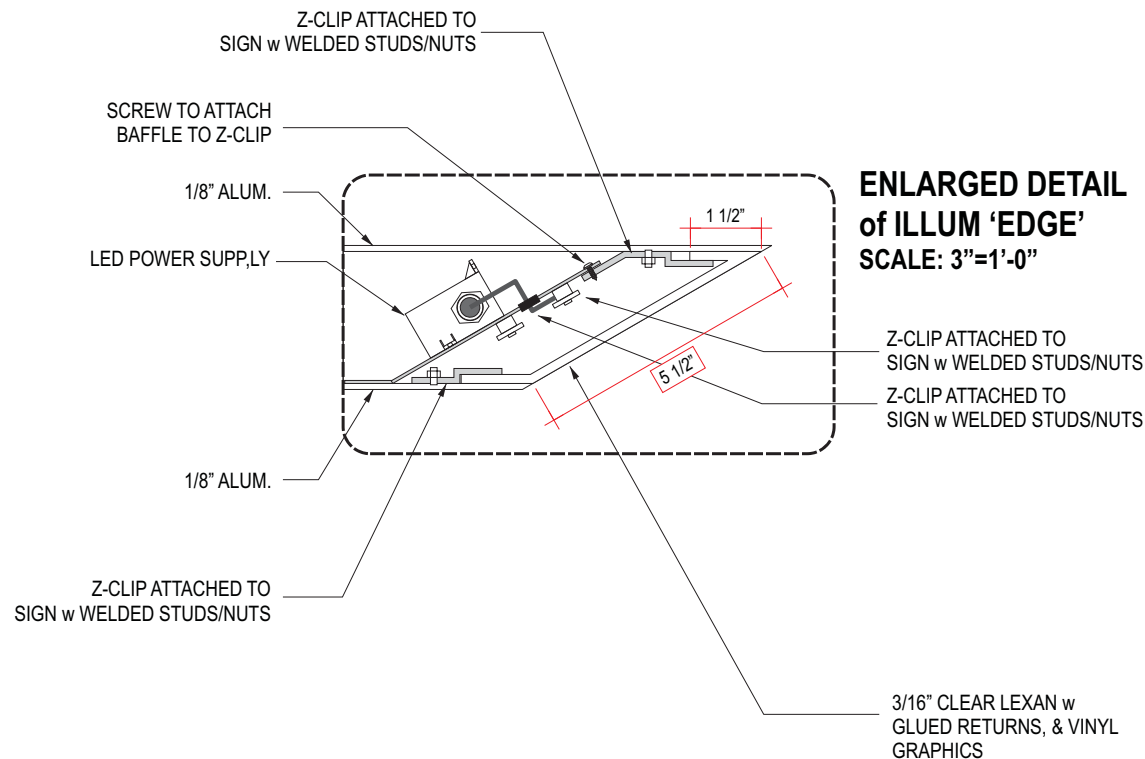 Z-CLIP ATTACHED TO
SIGN w WELDED STUDS/NUTS
SCREW TO ATTACH
BAFFLE TO Z-CLIP
1/8” ALUM.
LED POWER SUPP,LY
ENLARGED DETAIL
of ILLUM ‘EDGE’
SCALE: 3”=1’-0”
1 1/2”
Z-CLIP ATTACHED TO
SIGN w WELDED STUDS/NUTS
5 1/2”
Z-CLIP ATTACHED TO
SIGN w WELDED STUDS/NUTS
1/8” ALUM.
Z-CLIP ATTACHED TO
SIGN w WELDED STUDS/NUTS
3/16” CLEAR LEXAN w
GLUED RETURNS, & VINYL
GRAPHICS